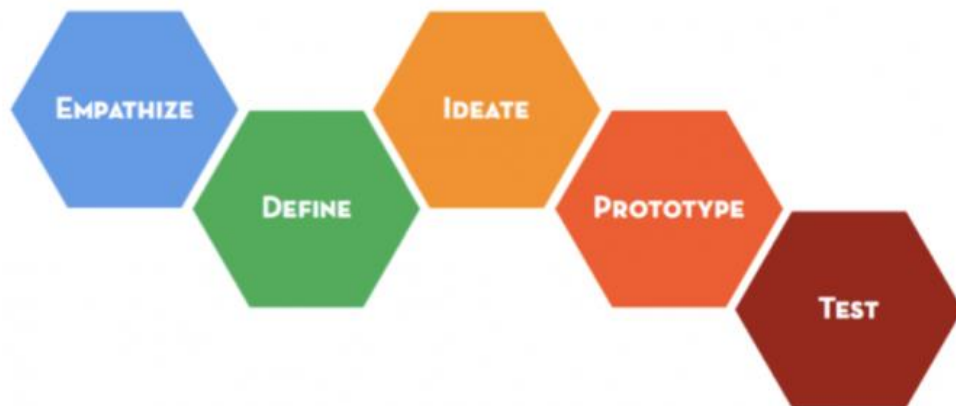 EMPATHIZE
DEFINE
IDEATE
PROTOTYPE
TEST